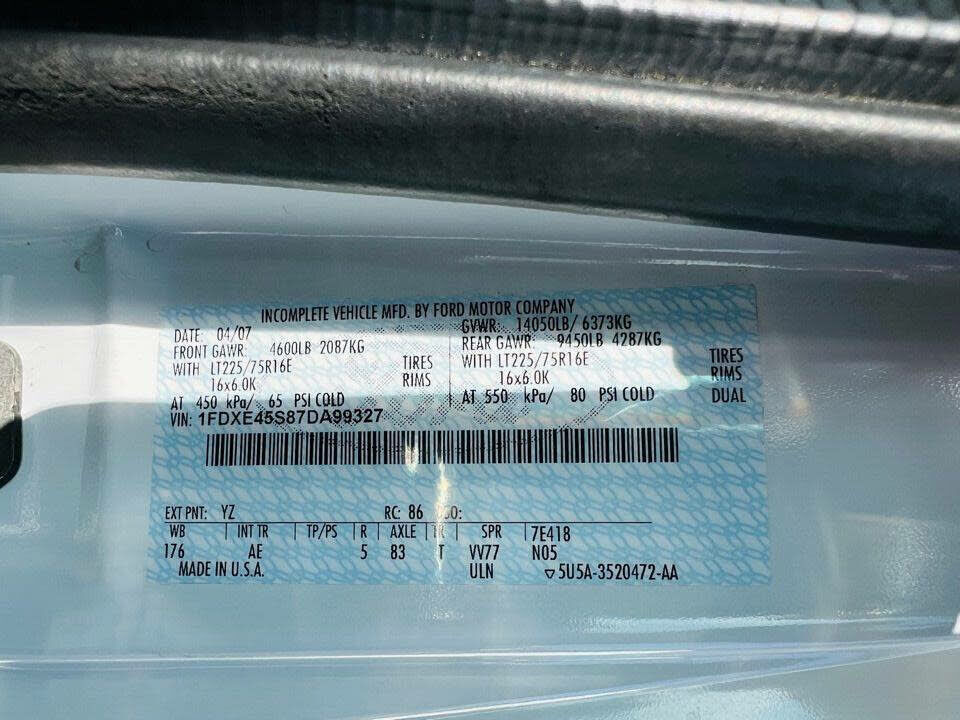 INCOMPLETE VEHICLE MFD. BY FORD MOTOR COMPANY
DATE: 04/07 GVWR: 14050LB/ 6373KG
FRONT GAWR: 4600LB 2087KG REAR GAWR: 9450LB 4287KG
WITH LT225/75R16E TIRES WITH LT225/75R16E TIRES
16x6.0K RIMS 16x6.0K RIMS
AT 450 kPa/ 65 PSI COLD AT 550 kPa/ 80 PSI COLD DUAL
VIN: 1FDXE45S87DA99327
EXT PNT: YZ RC: 86 SO:
WB INT TR TP/PS R AXLE TR SPR 7E418
176 AE 5 83 T VV77 N05
MADE IN U.S.A. ULN ▽5U5A-3520472-AA